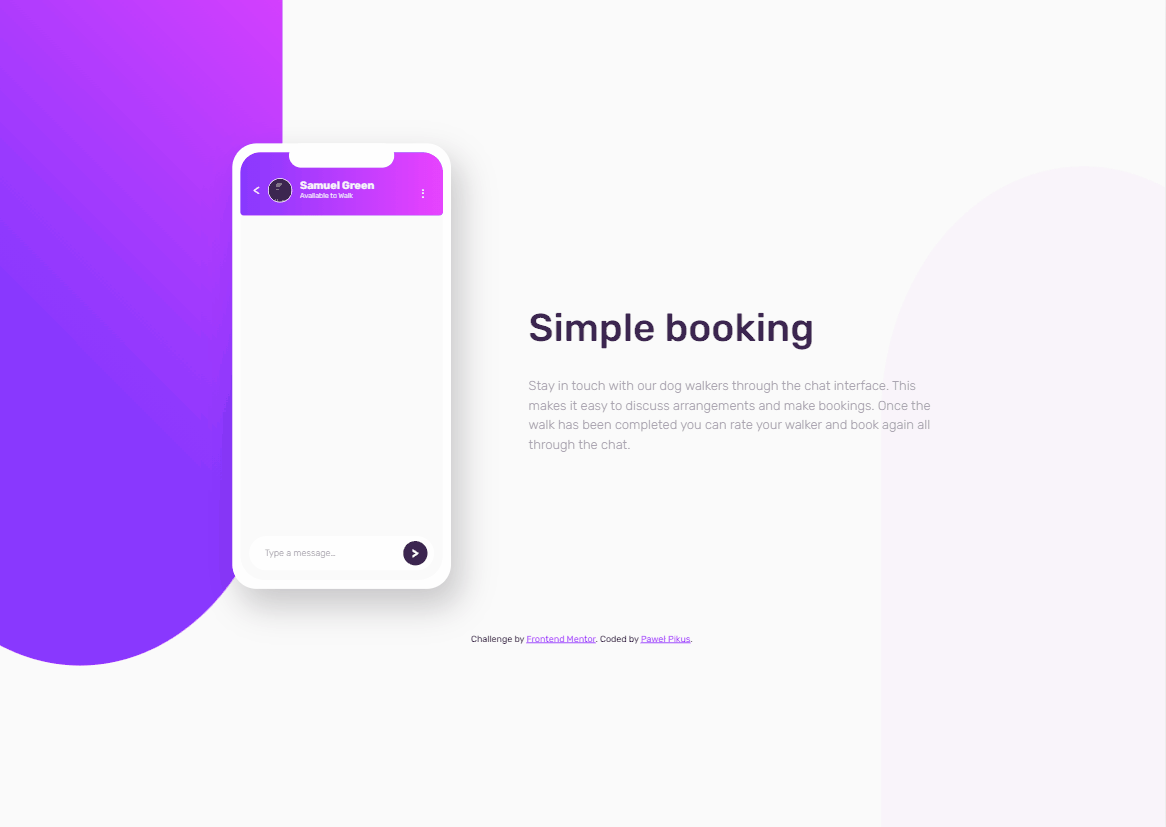 Samuel Green
Available to Walk
Simple booking
Stay in touch with our dog walkers through the chat interface. This
makes it easy to discuss arrangements and make bookings. Once the
walk has been completed you can rate your walker and book again all
through the chat.
Type a message…
Challenge by Frontend Mentor. Coded by Pawel Pikus.